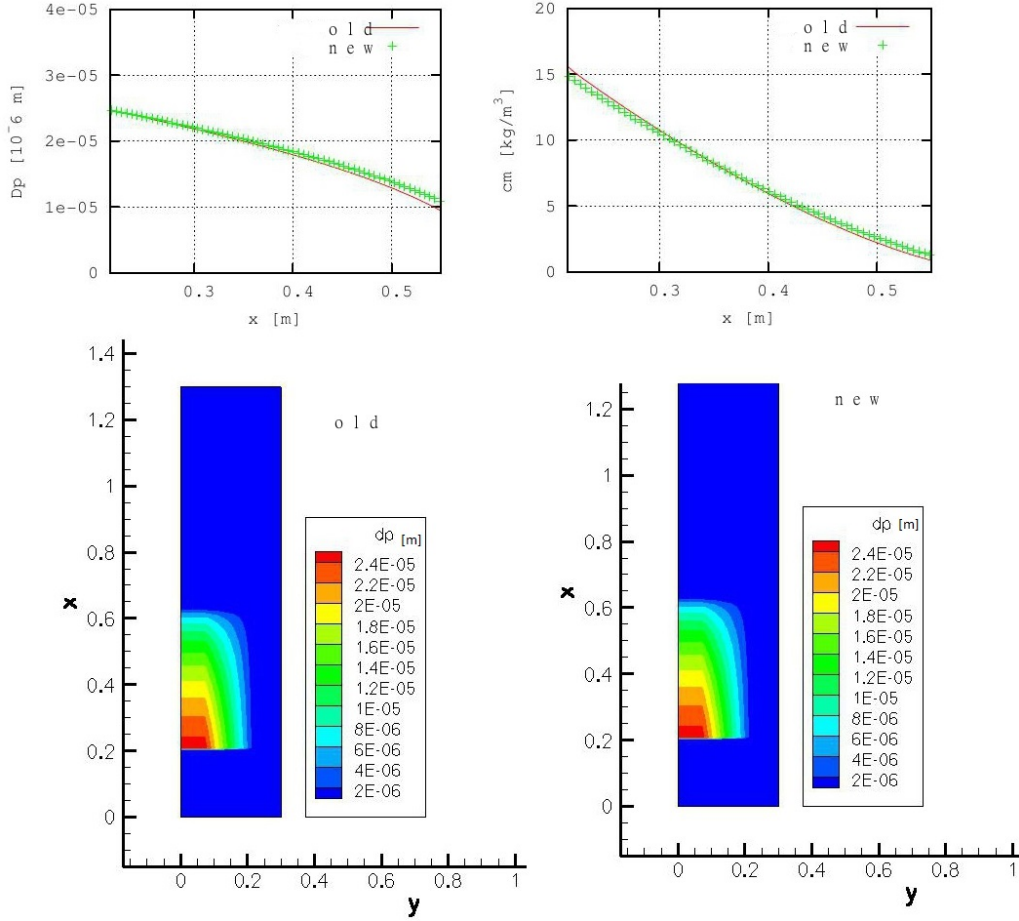 4e-05
3e-05
2e-05
1e-05
0
Dp [10^-6 m]
old
new
0.3
0.4
0.5
x [m]
20
15
10
5
0
cm [kg/m^3]
old
new
0.3
0.4
0.5
x [m]
1.4
1.2
1
0.8
0.6
0.4
0.2
0
x
old
dp [m]
2.4E-05
2.2E-05
2E-05
1.8E-05
1.6E-05
1.4E-05
1.2E-05
1E-05
8E-06
6E-06
4E-06
2E-06
0
0.2
0.4
0.6
0.8
1
y
1.2
1
0.8
0.6
0.4
0.2
0
x
new
dp [m]
2.4E-05
2.2E-05
2E-05
1.8E-05
1.6E-05
1.4E-05
1.2E-05
1E-05
8E-06
6E-06
4E-06
2E-06
0
0.2
0.4
0.6
0.8
1
y